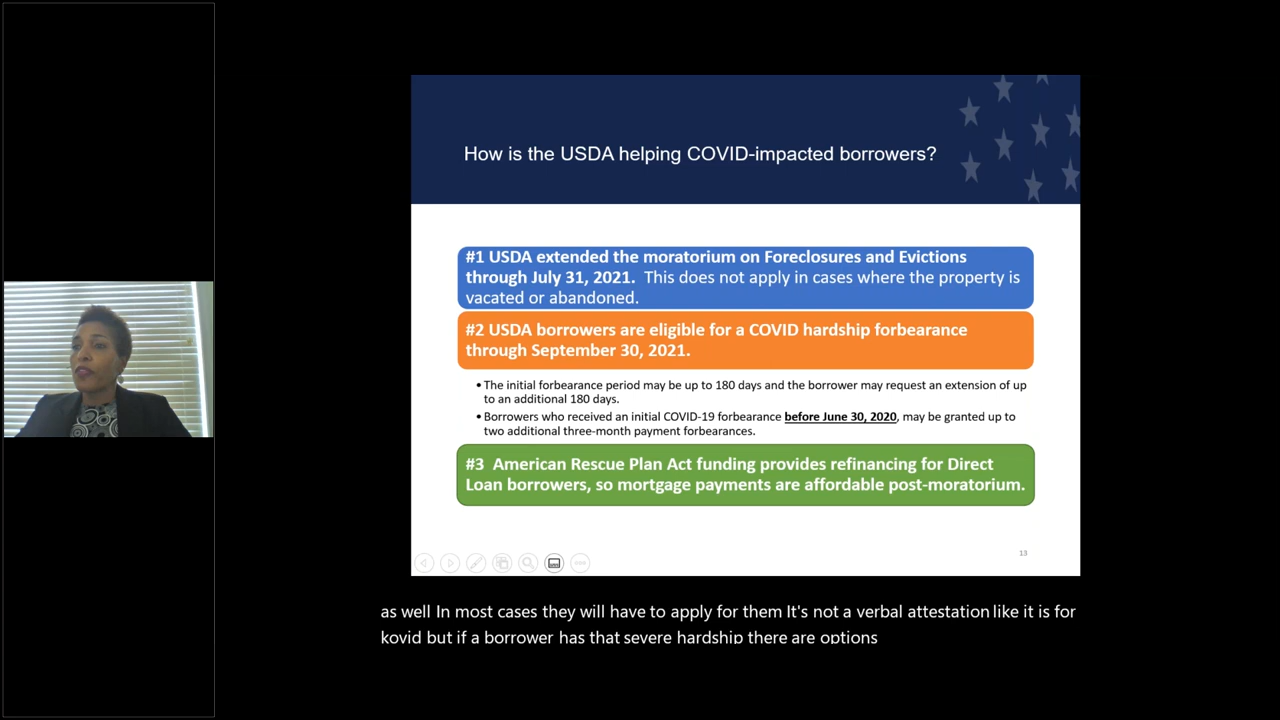 How is the USDA helping COVID-impacted borrowers?
#1 USDA extended the moratorium on Foreclosures and Evictions
through July 31, 2021. This does not apply in cases where the property is
vacated or abandoned.
#2 USDA borrowers are eligible for a COVID hardship forbearance
through September 30, 2021.
• The initial forbearance period may be up to 180 days and the borrower may request an extension of up
to an additional 180 days.
• Borrowers who received an initial COVID-19 forbearance before June 30, 2020, may be granted up to
two additional three-month payment forbearances.
#3 American Rescue Plan Act funding provides refinancing for Direct
Loan borrowers, so mortgage payments are affordable post-moratorium.
13
as well In most cases they will have to apply for them It's not a verbal attestation like it is for
kovid but if a borrower has that severe hardship there are options